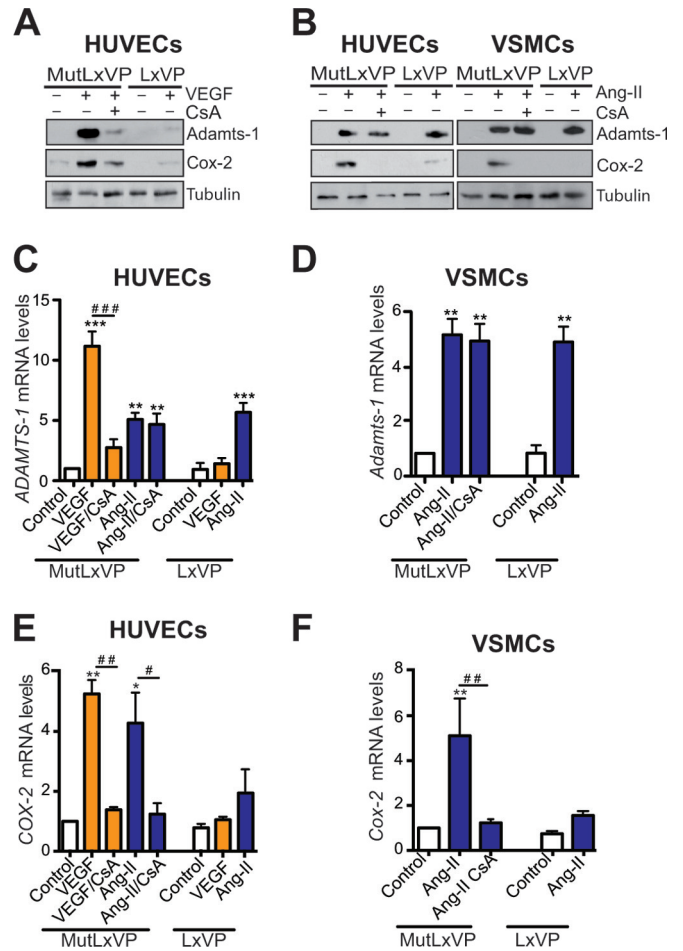 A
HUVECs
MutLxVP LxVP
– + + – + VEGF
+ CsA
Adamts-1
Cox-2
Tubulin
B
HUVECs VSMCs
MutLxVP LxVP MutLxVP LxVP
– + + – + – + + – + Ang-II
+ + CsA
Adamts-1
Cox-2
Tubulin
C
HUVECs
ADAMTS-1 mRNA levels
15
10
5
0
***
###
**
**
***
Control
VEGF
VEGF/CsA
Ang-II
Ang-II/CsA
Control
VEGF
Ang-II
MutLxVP LxVP
D
VSMCs
Adamts-1 mRNA levels
6
4
2
0
**
**
**
Control
Ang-II
Ang-II/CsA
Control
Ang-II
MutLxVP LxVP
E
HUVECs
COX-2 mRNA levels
6
4
2
0
**
##
*
#
Control
VEGF
VEGF/CsA
Ang-II
Ang-II/CsA
Control
VEGF
Ang-II
MutLxVP LxVP
F
VSMCs
Cox-2 mRNA levels
8
6
4
2
0
**
##
Control
Ang-II
Ang-II CsA
Control
Ang-II
MutLxVP LxVP